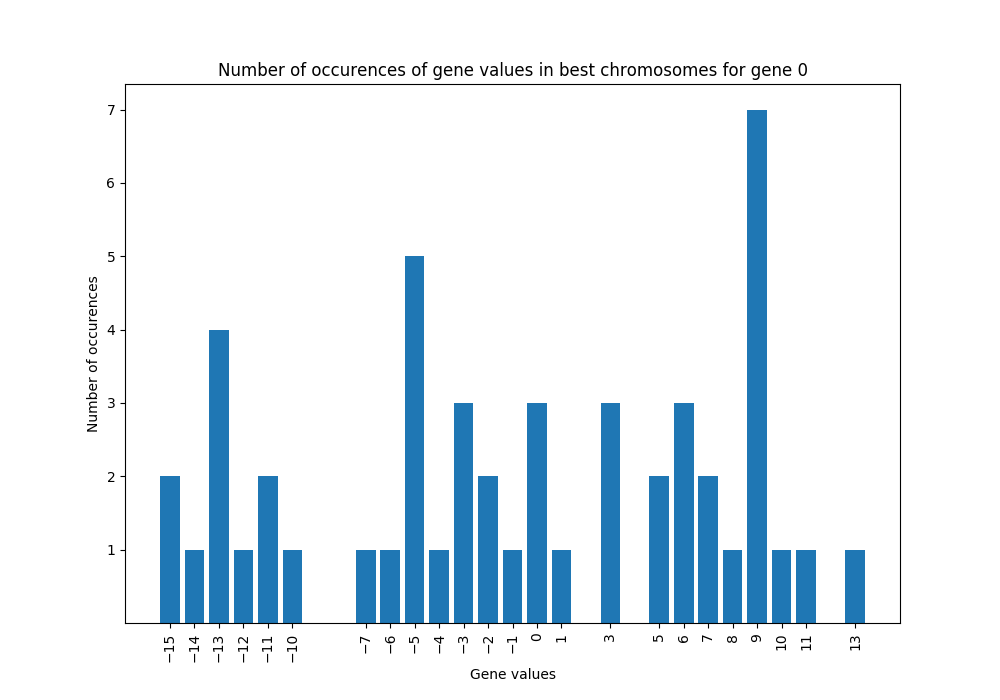 Number of occurences of gene values in best chromosomes for gene 0
Number of occurences
7
6
5
4
3
2
1
−15 −14 −13 −12 −11 −10 −7 −6 −5 −4 −3 −2 −1 0 1 3 5 6 7 8 9 10 11 13
Gene values